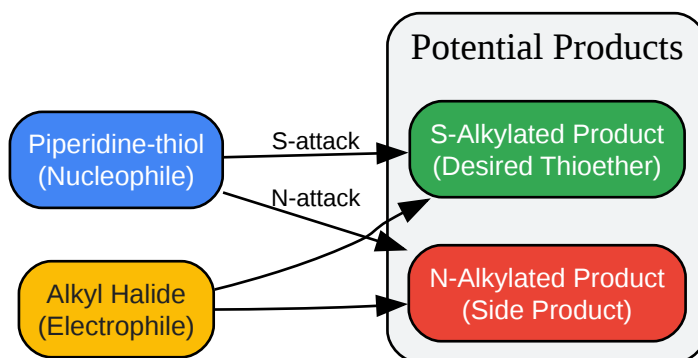 Potential Products
Piperidine-thiol
(Nucleophile)
S-attack
S-Alkylated Product
(Desired Thioether)
N-attack
Alkyl Halide
(Electrophile)
N-Alkylated Product
(Side Product)